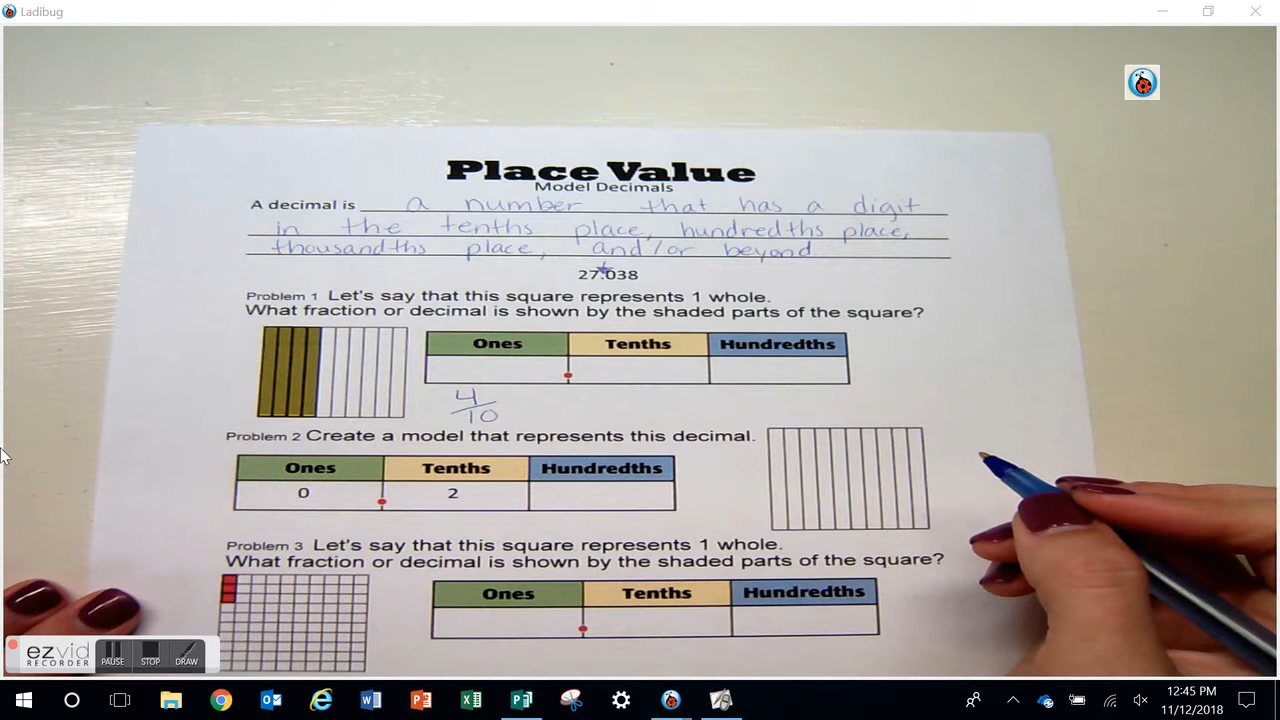 Ladibug
Place Value
Model Decimals
A decimal is a number that has a digit
in the tenths place, hundredths place,
thousandths place, and/or beyond.
27.038
Problem 1 Let's say that this square represents 1 whole.
What fraction or decimal is shown by the shaded parts of the square?
Ones Tenths Hundredths
4/10
Problem 2 Create a model that represents this decimal.
Ones Tenths Hundredths
0 . 2
Problem 3 Let's say that this square represents 1 whole.
What fraction or decimal is shown by the shaded parts of the square?
Ones Tenths Hundredths
ezvid
RECORDER
PAUSE STOP DRAW
12:45 PM
11/12/2018